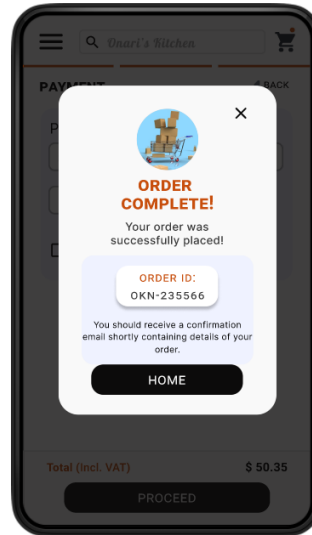 Onari's Kitchen
PAYMENT
BACK
P
D
ORDER
COMPLETE!
Your order was
successfully placed!
ORDER ID:
OKN-235566
You should receive a confirmation
email shortly containing details of your
order.
HOME
Total (Incl. VAT) $ 50.35
PROCEED